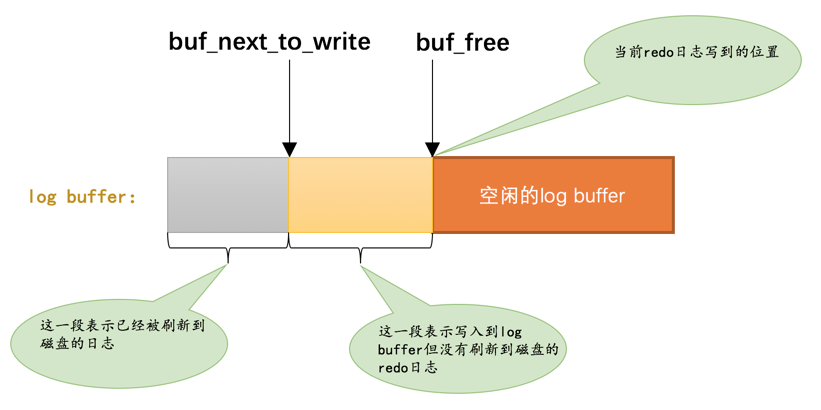 buf_next_to_write
buf_free
当前redo日志写到的位置
log buffer:
空闲的log buffer
这一段表示已经被刷新到
磁盘的日志
这一段表示写入到log
buffer但没有刷新到磁盘的
redo日志